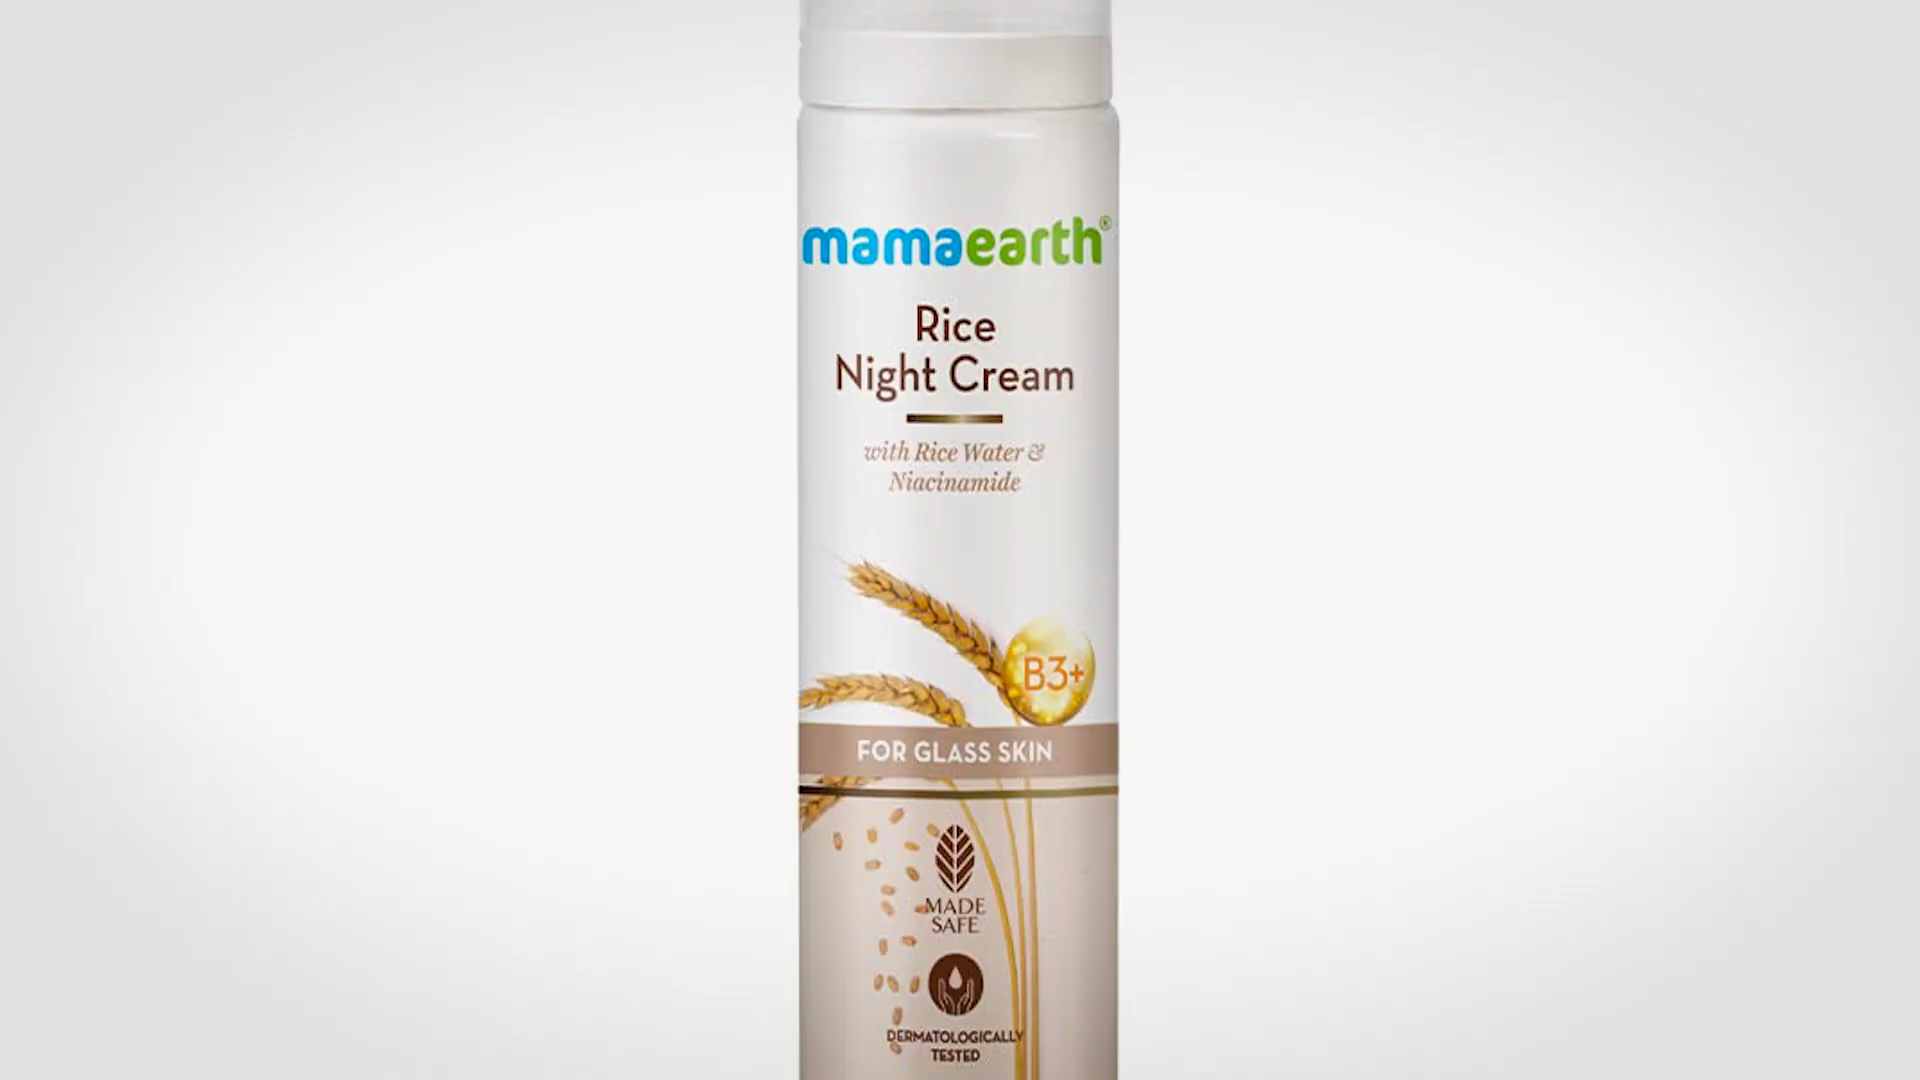 mamaearth®
Rice
Night Cream
with Rice Water &
Niacinamide
B3+
FOR GLASS SKIN
MADE
SAFE
DERMATOLOGICALLY
TESTED